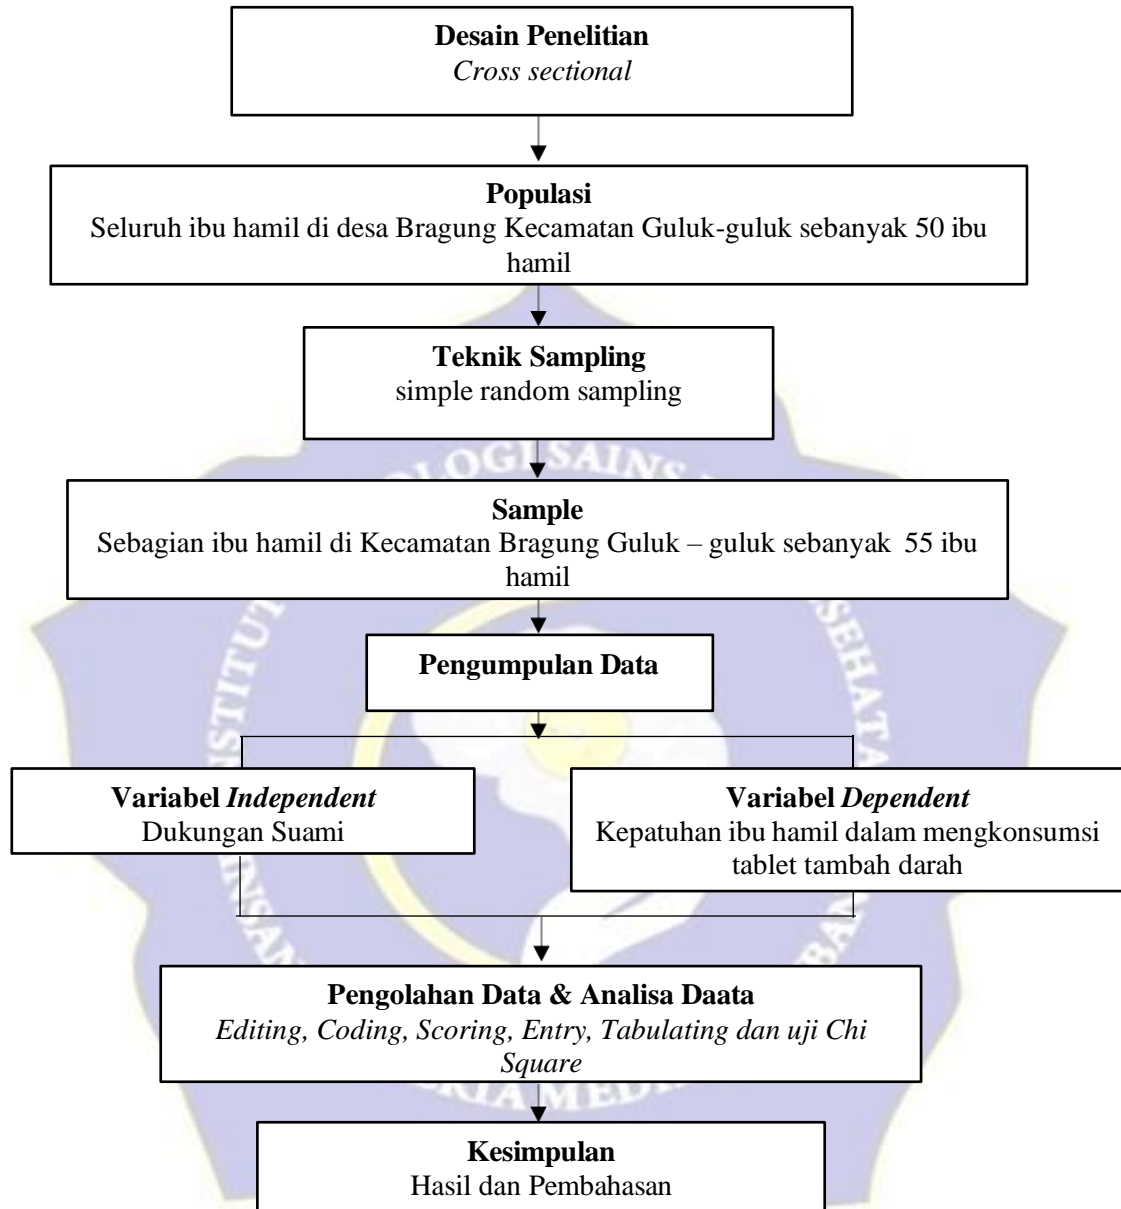 Desain Penelitian
Cross sectional
Populasi
Seluruh ibu hamil di desa Bragung Kecamatan Guluk-guluk sebanyak 50 ibu
hamil
Teknik Sampling
simple random sampling
Sample
Sebagian ibu hamil di Kecamatan Bragung Guluk – guluk sebanyak 55 ibu
hamil
Pengumpulan Data
Variabel Independent
Dukungan Suami
Variabel Dependent
Kepatuhan ibu hamil dalam mengkonsumsi
tablet tambah darah
Pengolahan Data & Analisa Daata
Editing, Coding, Scoring, Entry, Tabulating dan uji Chi
Square
Kesimpulan
Hasil dan Pembahasan